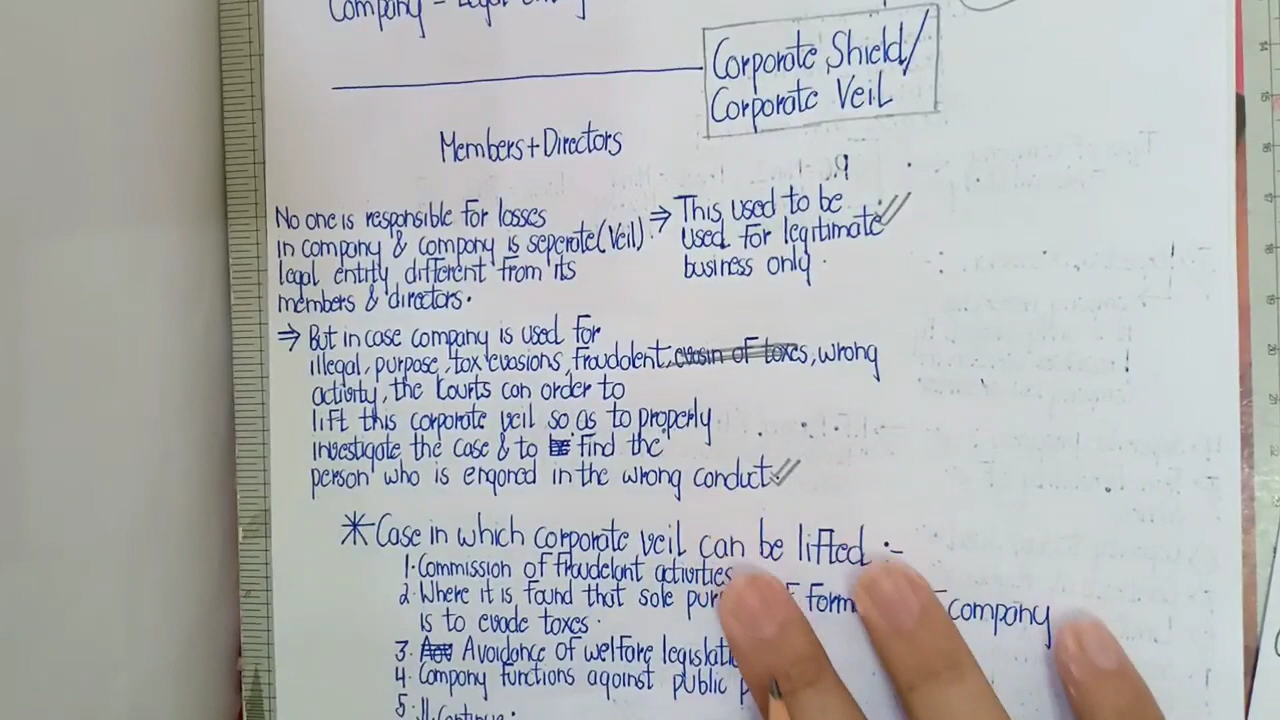 Company = Legal
Corporate Shield/
Corporate Veil
Members+Directors
No one is responsible for losses
in company & company is seperate(Veil).
legal entity, different from its
members & directors.
⇒ This used to be
used for legitimate
business only.
⇒ But in case company is used for
illegal, purpose, tax evasions, fraudolent, evasin of taxes, wrong
activity, the Courts can order to
lift this corporate veil so as to properly
investigate the case & to find the
person who is engored in the wrong conduct.
* Case in which corporate veil can be lifted :-
1. Commission of fraudelant activities
2. Where it is found that sole company
is to evade taxes.
3. Avoidance of welfare
4. Company functions against public
5.